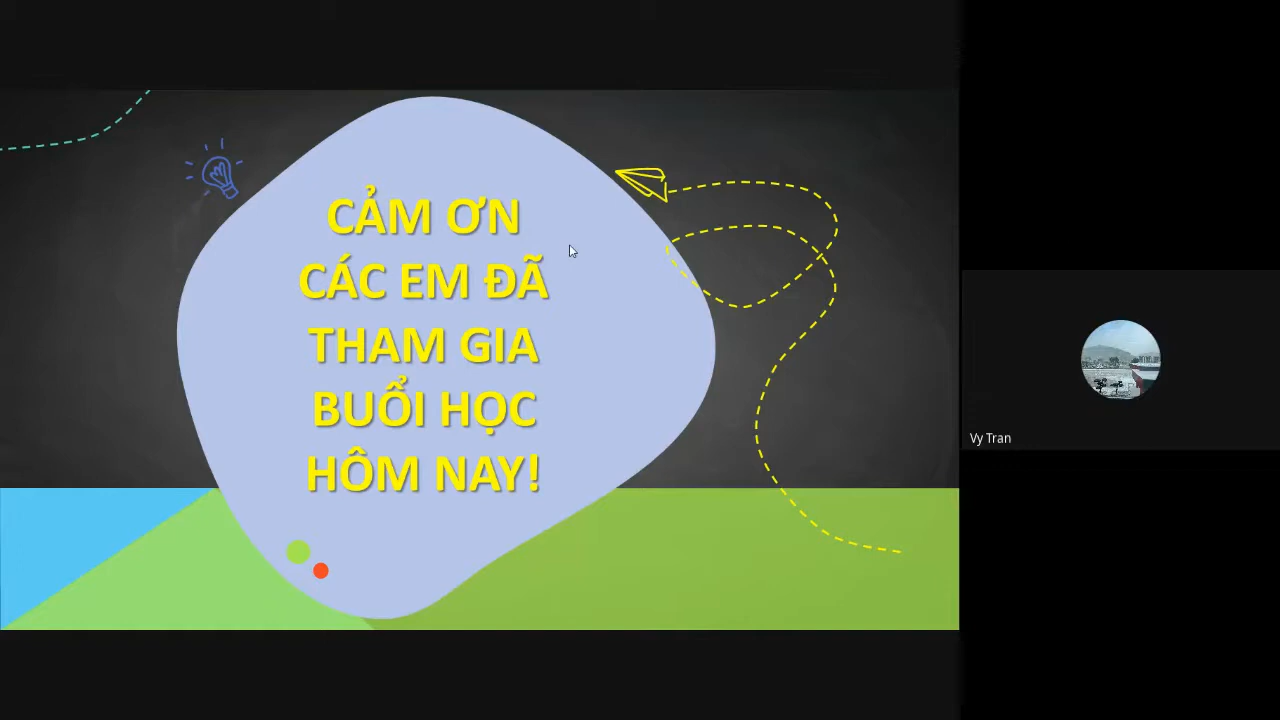 CẢM ƠN
CÁC EM ĐÃ
THAM GIA
BUỔI HỌC
HÔM NAY!
Vy Tran